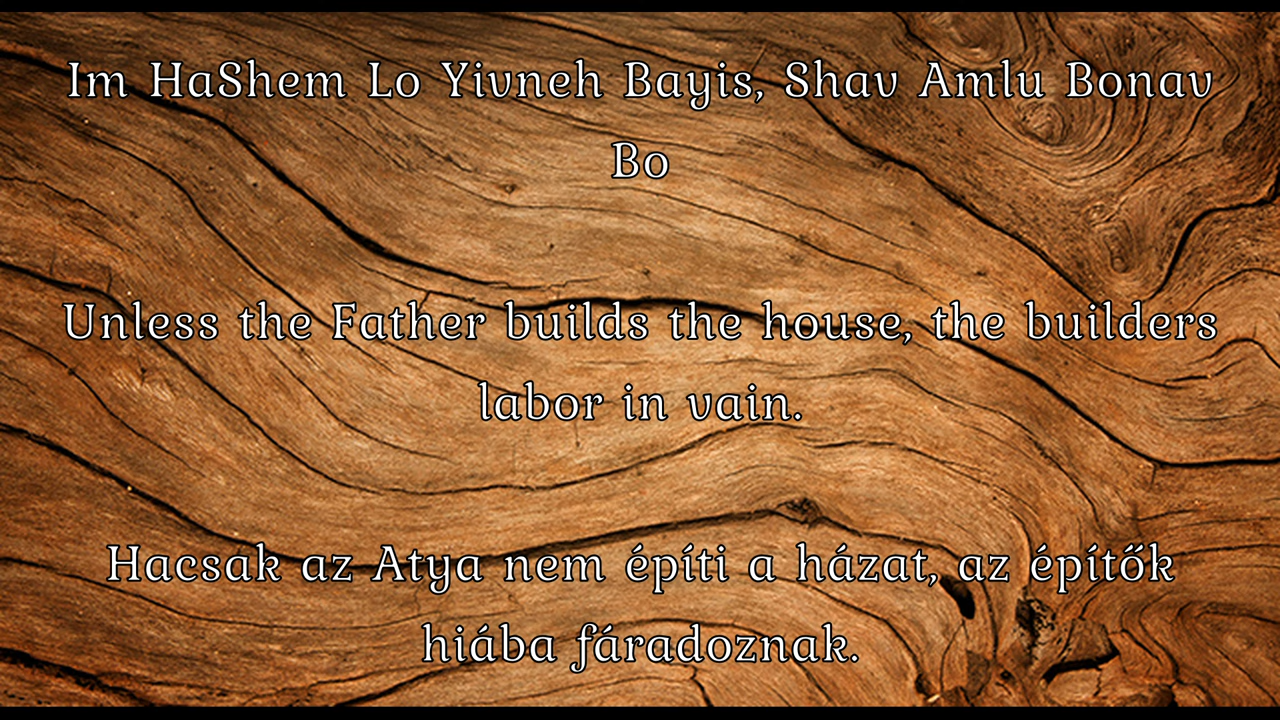 Im HaShem Lo Yivneh Bayis, Shav Amlu Bonav
Bo
Unless the Father builds the house, the builders
labor in vain.
Hacsak az Atya nem építi a házat, az építők
hiába fáradoznak.